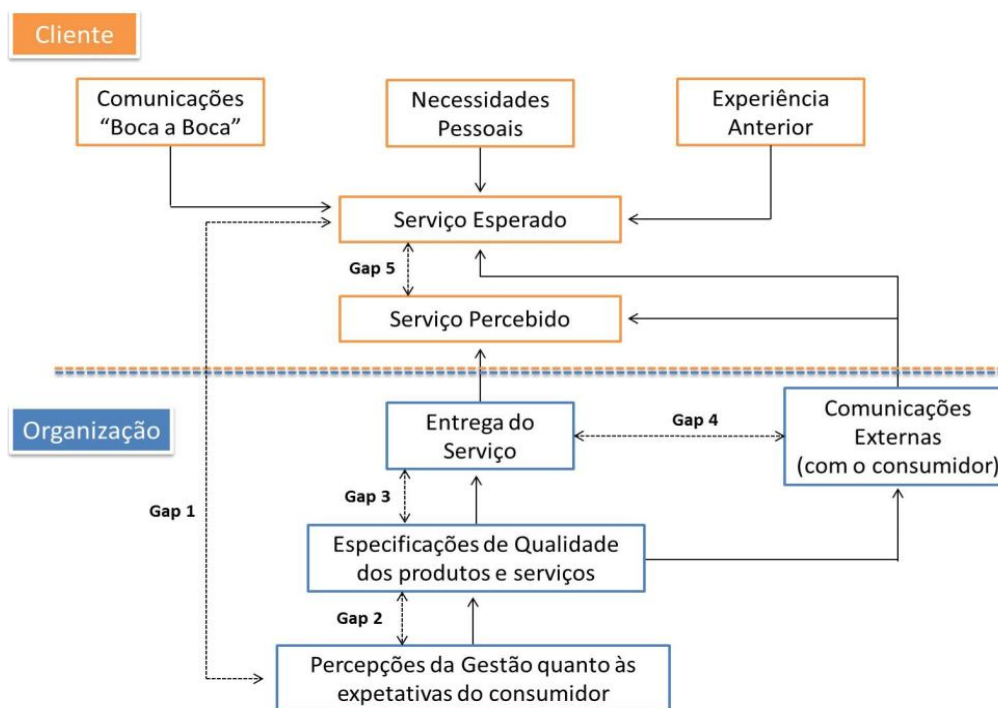 Cliente
Comunicações
“Boca a Boca”
Necessidades
Pessoais
Experiência
Anterior
Serviço Esperado
Gap 5
Serviço Percebido
Organização
Entrega do
Serviço
Gap 4
Comunicações
Externas
(com o consumidor)
Gap 3
Gap 1
Especificações de Qualidade
dos produtos e serviços
Gap 2
Percepções da Gestão quanto às
expetativas do consumidor